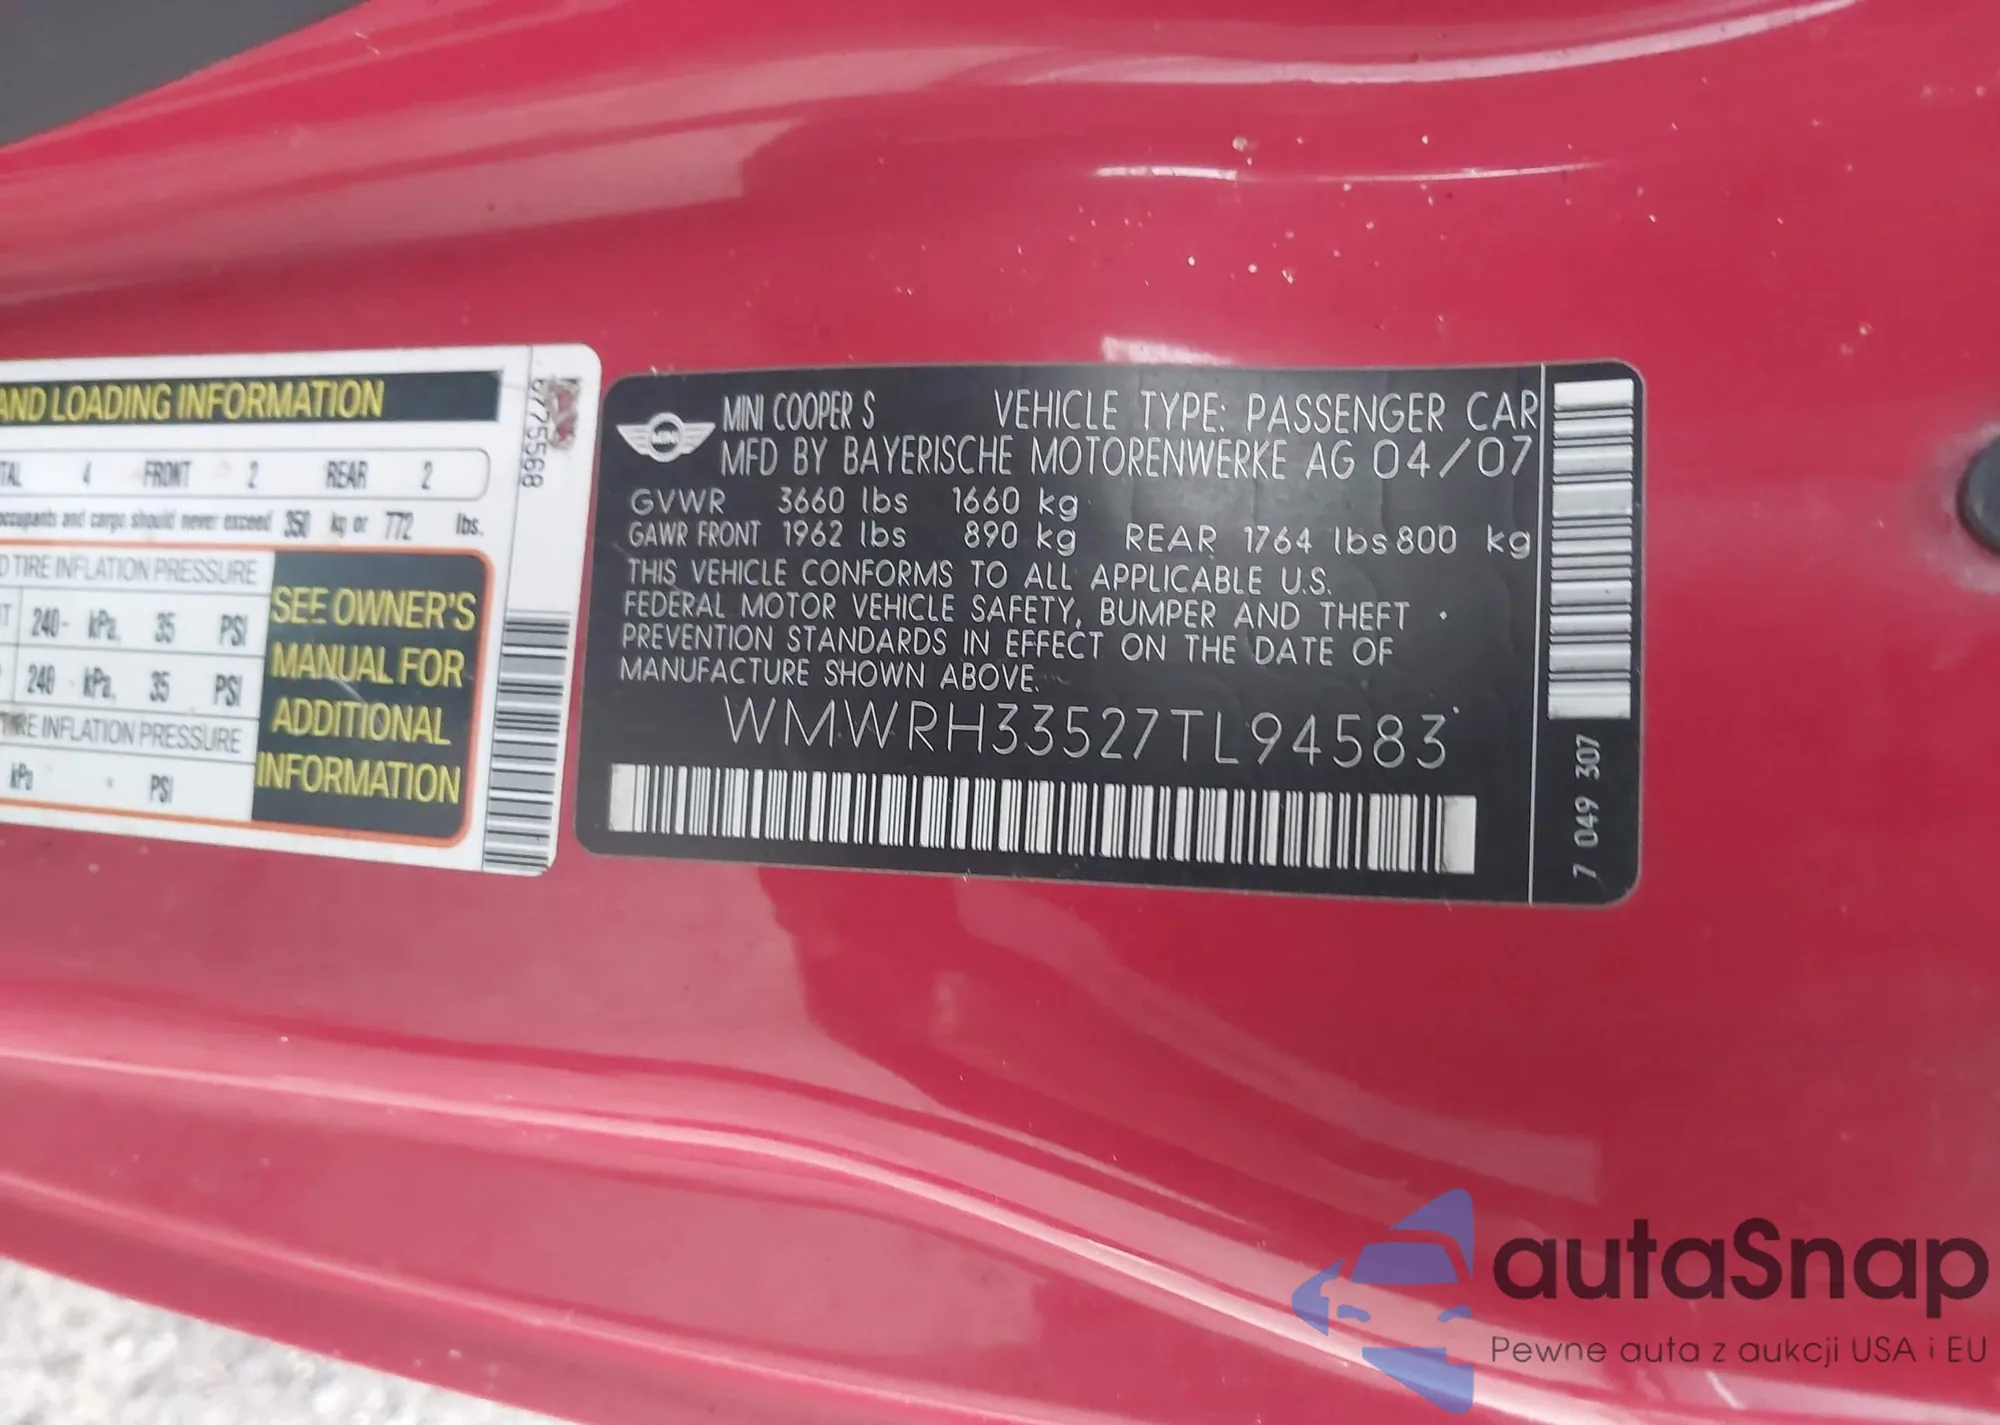 AND LOADING INFORMATION
TAL 4 FRONT 2 REAR 2
occupants and cargo should never exceed 350 kg or 772 lbs.
TIRE INFLATION PRESSURE
240 kPa, 35 PSI
240 kPa, 35 PSI
TIRE INFLATION PRESSURE
kPa PSI
SEE OWNER'S
MANUAL FOR
ADDITIONAL
INFORMATION
6775568
MINI
MINI COOPER S VEHICLE TYPE: PASSENGER CAR
MFD BY BAYERISCHE MOTORENWERKE AG 04/07
GVWR 3660 lbs 1660 kg
GAWR FRONT 1962 lbs 890 kg REAR 1764 lbs 800 kg
THIS VEHICLE CONFORMS TO ALL APPLICABLE U.S.
FEDERAL MOTOR VEHICLE SAFETY, BUMPER AND THEFT
PREVENTION STANDARDS IN EFFECT ON THE DATE OF
MANUFACTURE SHOWN ABOVE.
WMWRH33527TL94583
7 049 307
autaSnap
Pewne auta z aukcji USA i EU